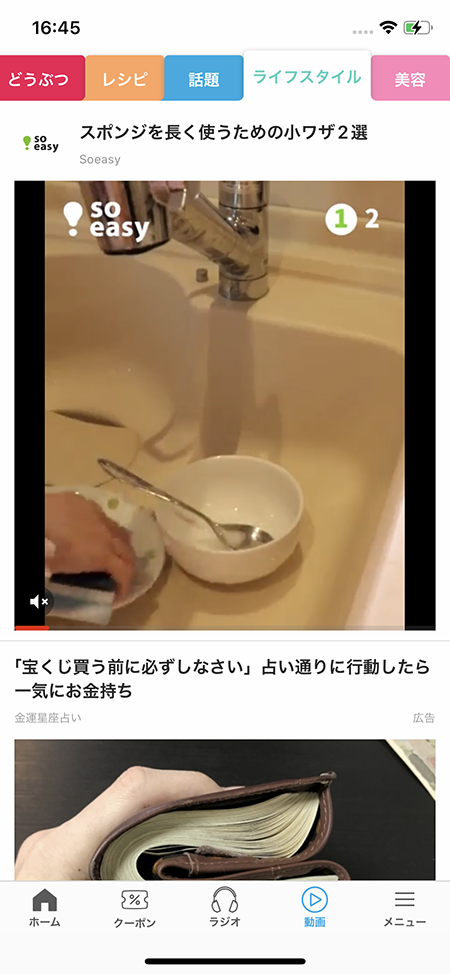 16:45
どうぶつ
レシピ
話題
ライフスタイル
美容
so
easy
スポンジを長く使うための小ワザ２選
Soeasy
so
easy
1 2
「宝くじ買う前に必ずしなさい」占い通りに行動したら
一気にお金持ち
金運星座占い
広告
ホーム
クーポン
ラジオ
動画
メニュー